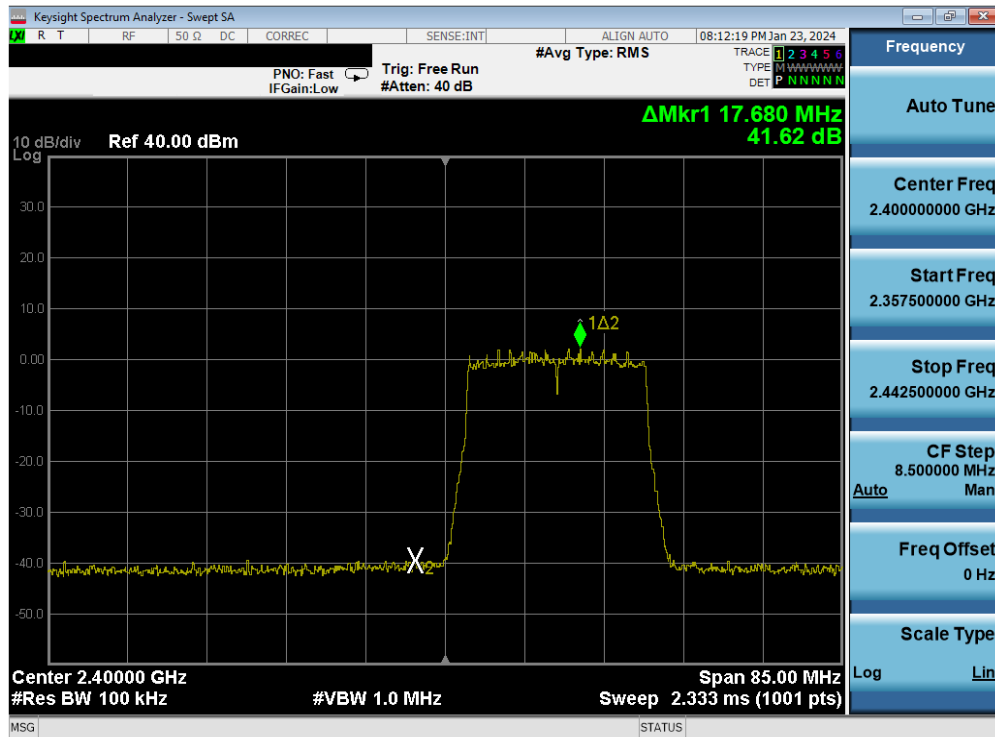 Keysight Spectrum Analyzer - Swept SA
LXI R T RF 50 Ω DC CORREC SENSE:INT ALIGN AUTO 08:12:19 PM Jan 23, 2024
Frequency
PNO: Fast
IFGain:Low
Trig: Free Run
#Atten: 40 dB
#Avg Type: RMS
TRACE 1 2 3 4 5 6
TYPE M WWWWW
DET P N N N N N
Auto Tune
ΔMkr1 17.680 MHz
41.62 dB
10 dB/div Ref 40.00 dBm
Log
30.0
20.0
10.0
0.00
-10.0
-20.0
-30.0
-40.0
-50.0
1Δ2
X2
Center 2.40000 GHz
Span 85.00 MHz
#Res BW 100 kHz
#VBW 1.0 MHz
Sweep 2.333 ms (1001 pts)
Center Freq
2.400000000 GHz
Start Freq
2.357500000 GHz
Stop Freq
2.442500000 GHz
CF Step
8.500000 MHz
Auto Man
Freq Offset
0 Hz
Scale Type
Log Lin
MSG STATUS